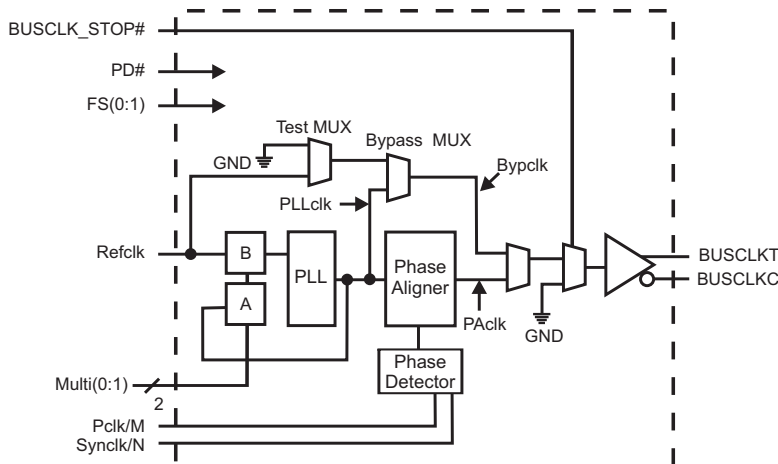 BUSCLK_STOP#
PD#
FS(0:1)
Test MUX
Bypass MUX
GND
Bypclk
PLLclk
Refclk
B
PLL
Phase
Aligner
A
BUSCLKT
BUSCLKC
PAclk
GND
Phase
Detector
Multi(0:1)
2
Pclk/M
Synclk/N